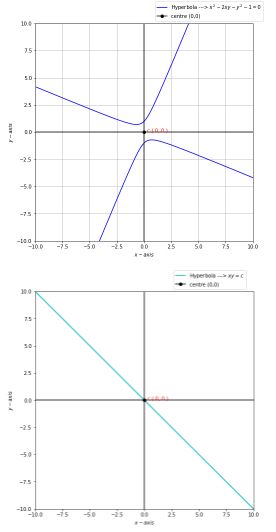 Hyperbola ---> x² − 2xy − y² − 1 = 0
centre (0,0)
10.0
7.5
5.0
2.5
0.0
−2.5
−5.0
−7.5
−10.0
y − axis
c (0, 0)
−10.0 −7.5 −5.0 −2.5 0.0 2.5 5.0 7.5 10.0
x − axis
Hyperbola ---> xy = c
centre (0,0)
10.0
7.5
5.0
2.5
0.0
−2.5
−5.0
−7.5
−10.0
y − axis
c (0, 0)
−10.0 −7.5 −5.0 −2.5 0.0 2.5 5.0 7.5 10.0
x − axis